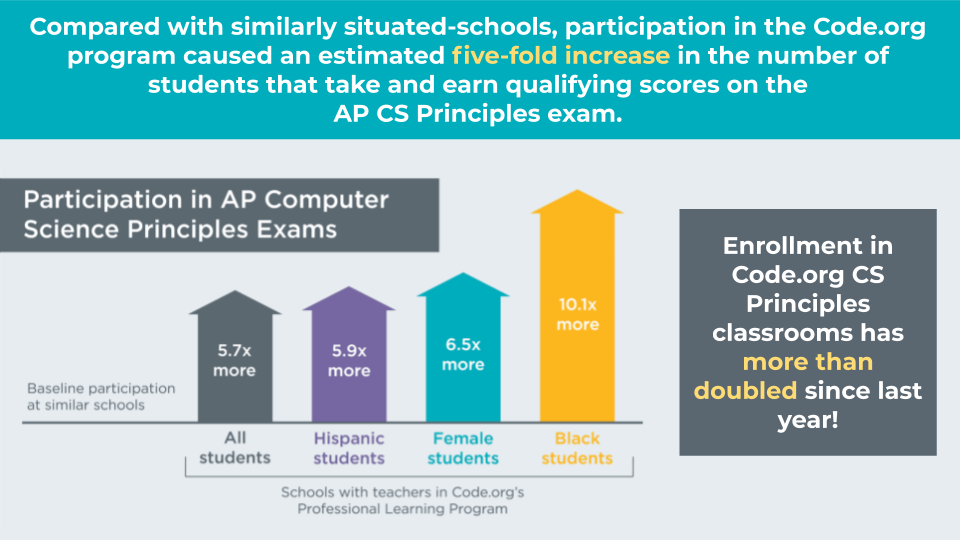 Compared with similarly situated-schools, participation in the Code.org
program caused an estimated five-fold increase in the number of
students that take and earn qualifying scores on the
AP CS Principles exam.
Participation in AP Computer
Science Principles Exams
Enrollment in
Code.org CS
Principles
classrooms has
more than
doubled since last
year!
10.1x
more
5.7x
more
5.9x
more
6.5x
more
Baseline participation
at similar schools
All
students
Hispanic
students
Female
students
Black
students
Schools with teachers in Code.org's
Professional Learning Program